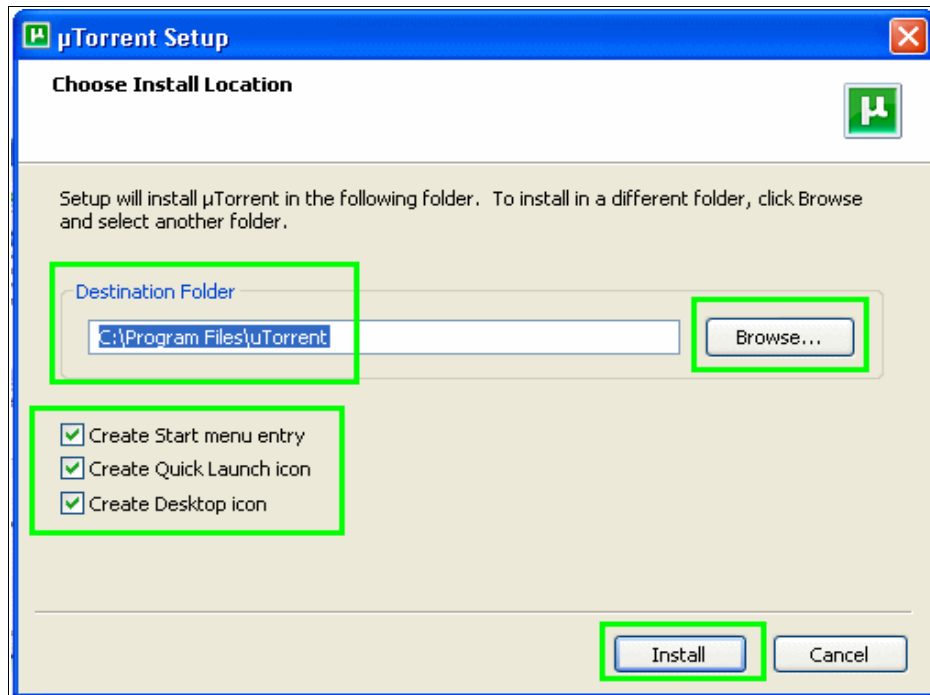 µTorrent Setup
Choose Install Location
µ
Setup will install µTorrent in the following folder.  To install in a different folder, click Browse
and select another folder.
Destination Folder
C:\Program Files\uTorrent
Browse...
Create Start menu entry
Create Quick Launch icon
Create Desktop icon
Install
Cancel